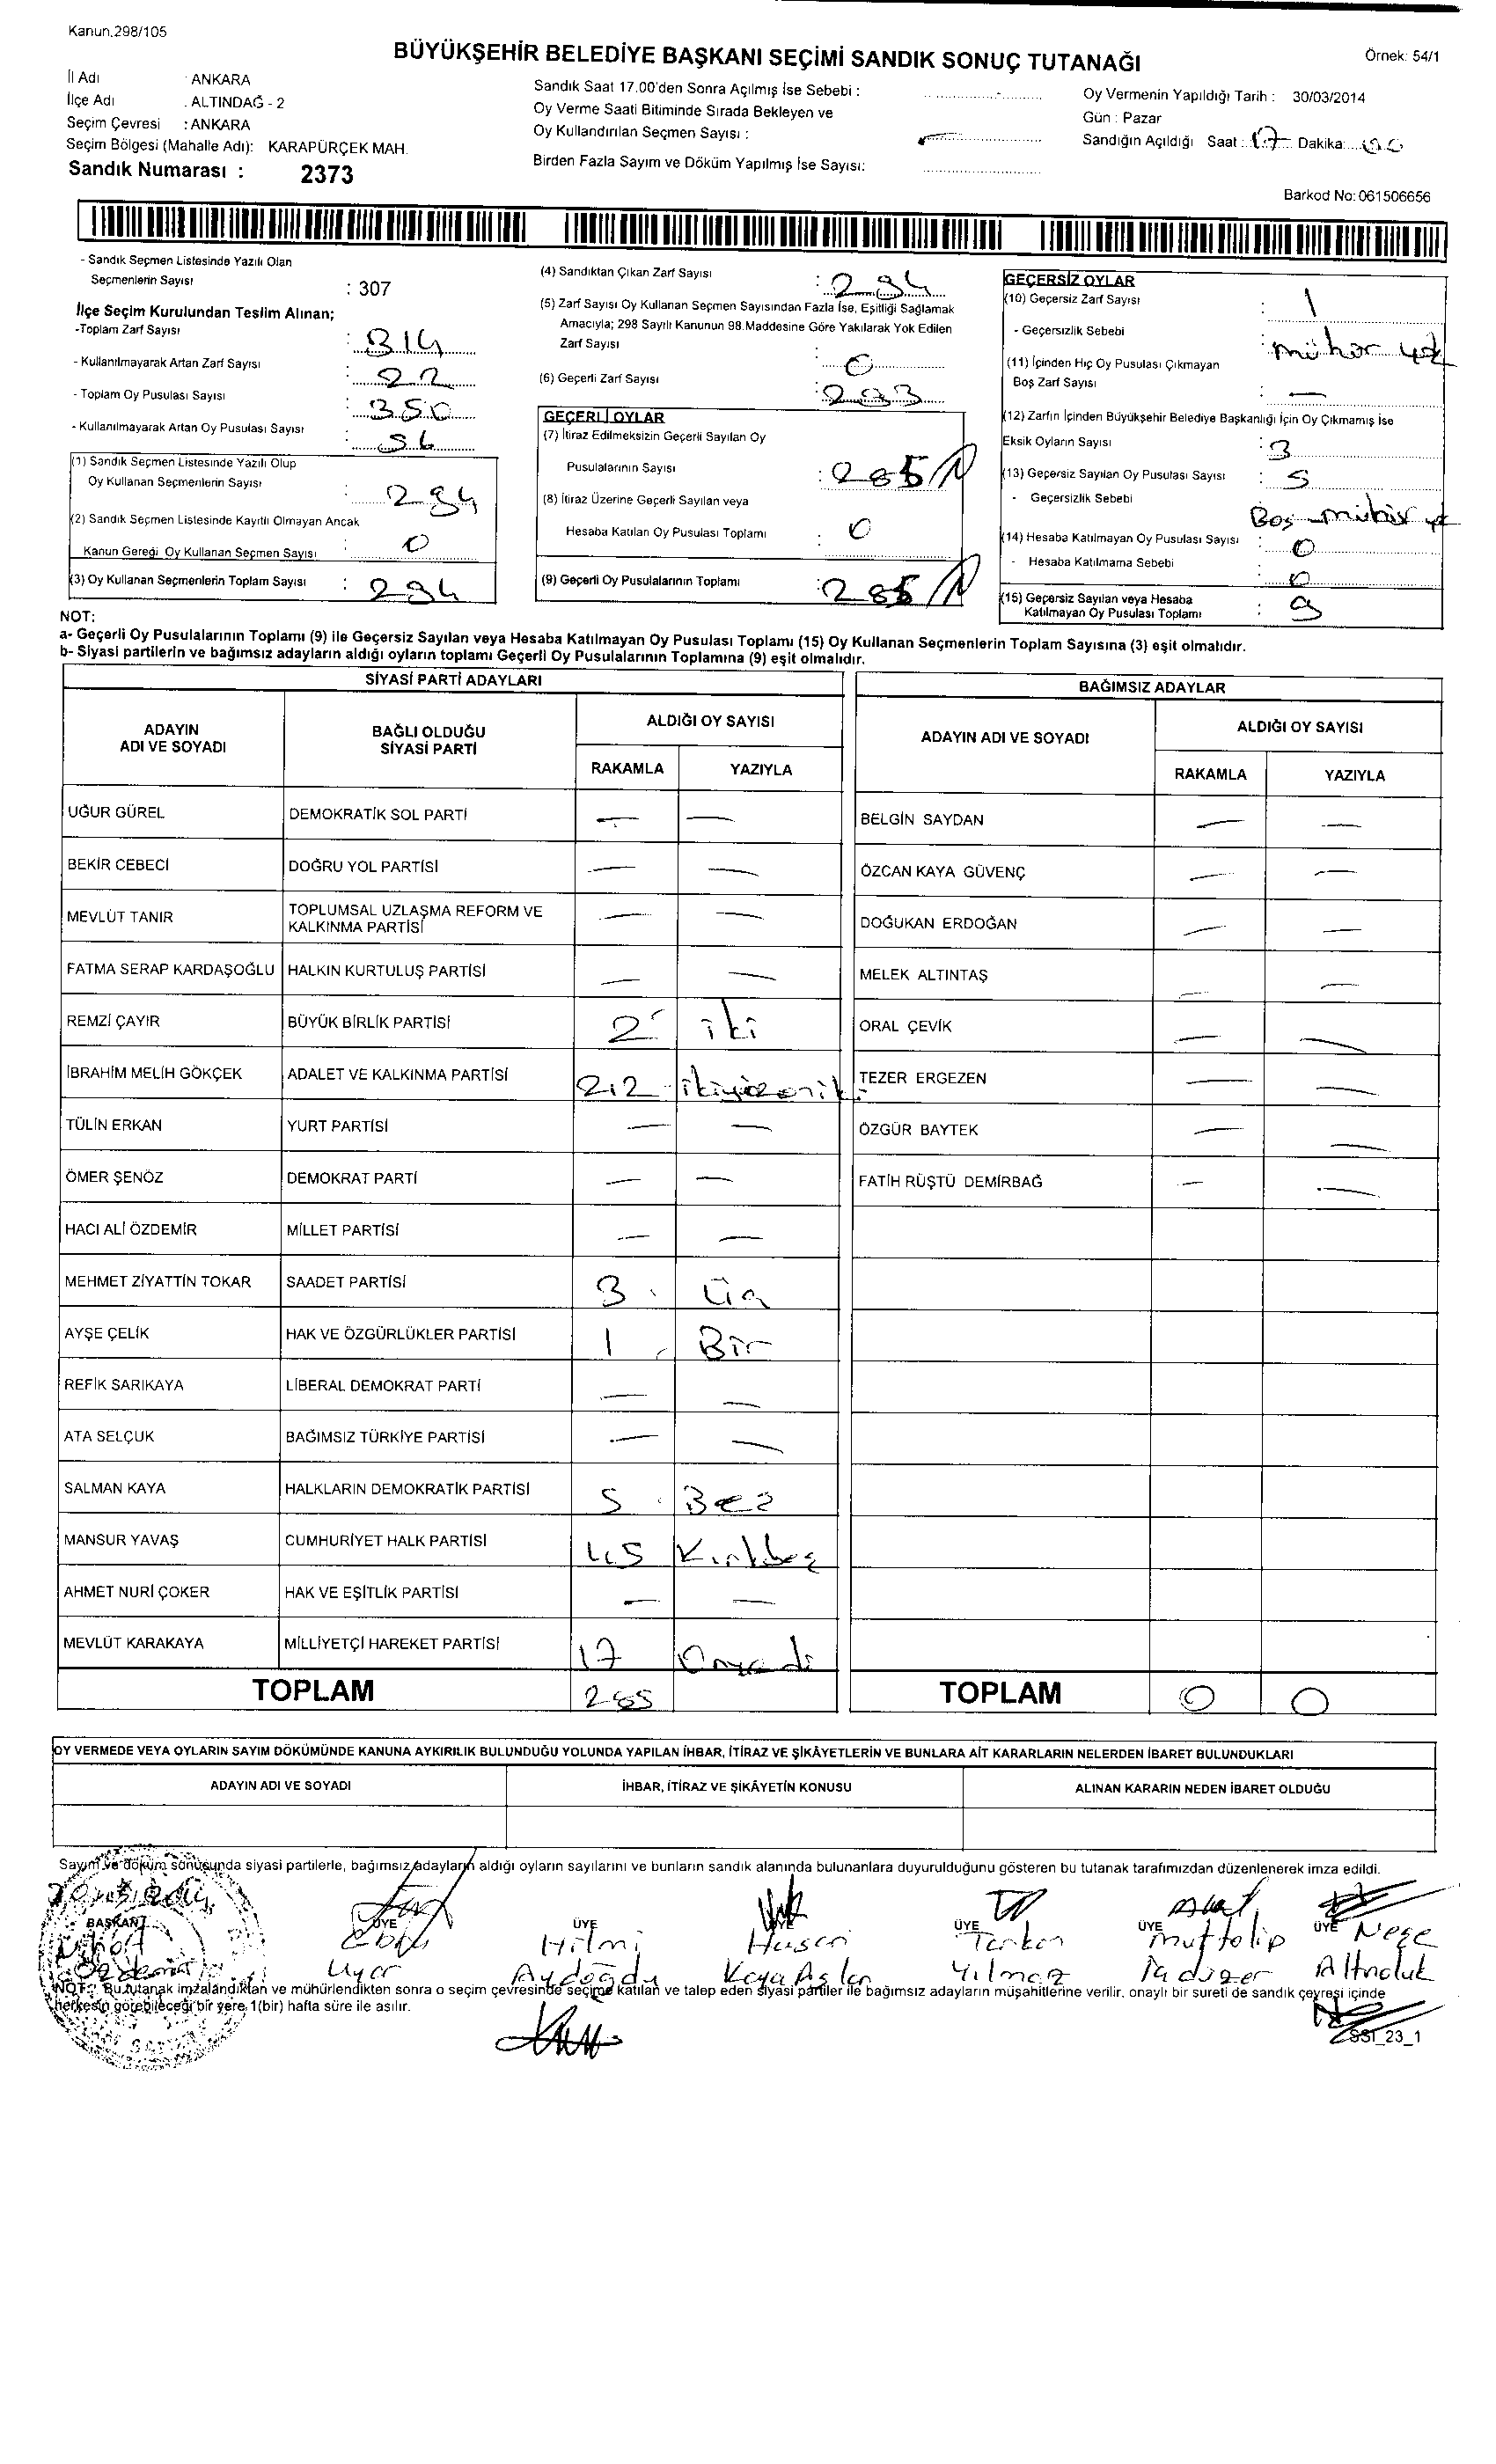 Kanun.298/105
BÜYÜKŞEHİR BELEDİYE BAŞKANI SEÇİMİ SANDIK SONUÇ TUTANAĞI
Örnek: 54/1
İl Adı : ANKARA
İlçe Adı : ALTINDAĞ - 2
Seçim Çevresi : ANKARA
Seçim Bölgesi (Mahalle Adı): KARAPÜRÇEK MAH.
Sandık Numarası : 2373
Sandık Saat 17.00'den Sonra Açılmış İse Sebebi :
Oy Verme Saati Bitiminde Sırada Bekleyen ve
Oy Kullandırılan Seçmen Sayısı :
Birden Fazla Sayım ve Döküm Yapılmış İse Sayısı:
Oy Vermenin Yapıldığı Tarih : 30/03/2014
Gün : Pazar
Sandığın Açıldığı Saat : 17 Dakika: 00
Barkod No: 061506656
- Sandık Seçmen Listesinde Yazılı Olan
Seçmenlerin Sayısı : 307
İlçe Seçim Kurulundan Teslim Alınan;
-Toplam Zarf Sayısı : 314
- Kullanılmayarak Artan Zarf Sayısı : 22
- Toplam Oy Pusulası Sayısı : 350
- Kullanılmayarak Artan Oy Pusulası Sayısı : 56
(1) Sandık Seçmen Listesinde Yazılı Olup
Oy Kullanan Seçmenlerin Sayısı : 294
(2) Sandık Seçmen Listesinde Kayıtlı Olmayan Ancak
Kanun Gereği Oy Kullanan Seçmen Sayısı : 0
(3) Oy Kullanan Seçmenlerin Toplam Sayısı : 294
(4) Sandıktan Çıkan Zarf Sayısı : 294
(5) Zarf Sayısı Oy Kullanan Seçmen Sayısından Fazla İse, Eşitliği Sağlamak
Amacıyla; 298 Sayılı Kanunun 98.Maddesine Göre Yakılarak Yok Edilen
Zarf Sayısı : 0
(6) Geçerli Zarf Sayısı : 293
GEÇERLİ OYLAR
(7) İtiraz Edilmeksizin Geçerli Sayılan Oy
Pusulalarının Sayısı : 285
(8) İtiraz Üzerine Geçerli Sayılan veya
Hesaba Katılan Oy Pusulası Toplamı : 0
(9) Geçerli Oy Pusulalarının Toplamı : 285
GEÇERSİZ OYLAR
(10) Geçersiz Zarf Sayısı : 1
- Geçersizlik Sebebi : mühür yok
(11) İçinden Hiç Oy Pusulası Çıkmayan
Boş Zarf Sayısı : —
(12) Zarfın İçinden Büyükşehir Belediye Başkanlığı İçin Oy Çıkmamış İse
Eksik Oyların Sayısı : 3
(13) Geçersiz Sayılan Oy Pusulası Sayısı : 5
- Geçersizlik Sebebi Boş mühür yok
(14) Hesaba Katılmayan Oy Pusulası Sayısı : 0
- Hesaba Katılmama Sebebi : 0
(15) Geçersiz Sayılan veya Hesaba
Katılmayan Oy Pusulası Toplamı : 9
NOT:
a- Geçerli Oy Pusulalarının Toplamı (9) ile Geçersiz Sayılan veya Hesaba Katılmayan Oy Pusulası Toplamı (15) Oy Kullanan Seçmenlerin Toplam Sayısına (3) eşit olmalıdır.
b- Siyasi partilerin ve bağımsız adayların aldığı oyların toplamı Geçerli Oy Pusulalarının Toplamına (9) eşit olmalıdır.
SİYASİ PARTİ ADAYLARI
ADAYIN ADI VE SOYADI
BAĞLI OLDUĞU SİYASİ PARTİ
ALDIĞI OY SAYISI
RAKAMLA YAZIYLA
UĞUR GÜREL DEMOKRATİK SOL PARTİ — —
BEKİR CEBECİ DOĞRU YOL PARTİSİ — —
MEVLÜT TANIR TOPLUMSAL UZLAŞMA REFORM VE KALKINMA PARTİSİ — —
FATMA SERAP KARDAŞOĞLU HALKIN KURTULUŞ PARTİSİ — —
REMZİ ÇAYIR BÜYÜK BİRLİK PARTİSİ 2 iki
İBRAHİM MELİH GÖKÇEK ADALET VE KALKINMA PARTİSİ 212 ikiyüzoniki
TÜLİN ERKAN YURT PARTİSİ — —
ÖMER ŞENÖZ DEMOKRAT PARTİ — —
HACI ALİ ÖZDEMİR MİLLET PARTİSİ — —
MEHMET ZİYATTİN TOKAR SAADET PARTİSİ 3 Üç
AYŞE ÇELİK HAK VE ÖZGÜRLÜKLER PARTİSİ 1 Bir
REFİK SARIKAYA LİBERAL DEMOKRAT PARTİ — —
ATA SELÇUK BAĞIMSIZ TÜRKİYE PARTİSİ — —
SALMAN KAYA HALKLARIN DEMOKRATİK PARTİSİ 5 Beş
MANSUR YAVAŞ CUMHURİYET HALK PARTİSİ 45 Kırkbeş
AHMET NURİ ÇOKER HAK VE EŞİTLİK PARTİSİ — —
MEVLÜT KARAKAYA MİLLİYETÇİ HAREKET PARTİSİ 17 Onyedi
TOPLAM 285
BAĞIMSIZ ADAYLAR
ADAYIN ADI VE SOYADI
ALDIĞI OY SAYISI
RAKAMLA YAZIYLA
BELGİN SAYDAN — —
ÖZCAN KAYA GÜVENÇ — —
DOĞUKAN ERDOĞAN — —
MELEK ALTINTAŞ — —
ORAL ÇEVİK — —
TEZER ERGEZEN — —
ÖZGÜR BAYTEK — —
FATİH RÜŞTÜ DEMİRBAĞ — —
TOPLAM 0 0
OY VERMEDE VEYA OYLARIN SAYIM DÖKÜMÜNDE KANUNA AYKIRILIK BULUNDUĞU YOLUNDA YAPILAN İHBAR, İTİRAZ VE ŞİKÂYETLERİN VE BUNLARA AİT KARARLARIN NELERDEN İBARET BULUNDUKLARI
ADAYIN ADI VE SOYADI
İHBAR, İTİRAZ VE ŞİKÂYETİN KONUSU
ALINAN KARARIN NEDEN İBARET OLDUĞU
Sayım ve döküm sonucunda siyasi partilerle, bağımsız adayların aldığı oyların sayılarını ve bunların sandık alanında bulunanlara duyurulduğunu gösteren bu tutanak tarafımızdan düzenlenerek imza edildi.
BAŞKAN ÜYE ÜYE ÜYE ÜYE ÜYE ÜYE
Hilmi Hasan Tarkan Muttalip Neşe
Özdemir Uyar Aydoğdu Kaya Aslan Yılmaz Altıноluk
NOT: Bu tutanak imzalandıktan ve mühürlendikten sonra o seçim çevresinde seçime katılan ve talep eden siyasi partiler ile bağımsız adayların müşahitlerine verilir, onaylı bir sureti de sandık çevresi içinde
herkesin görebileceği bir yere 1(bir) hafta süre ile asılır.
SSI_23_1